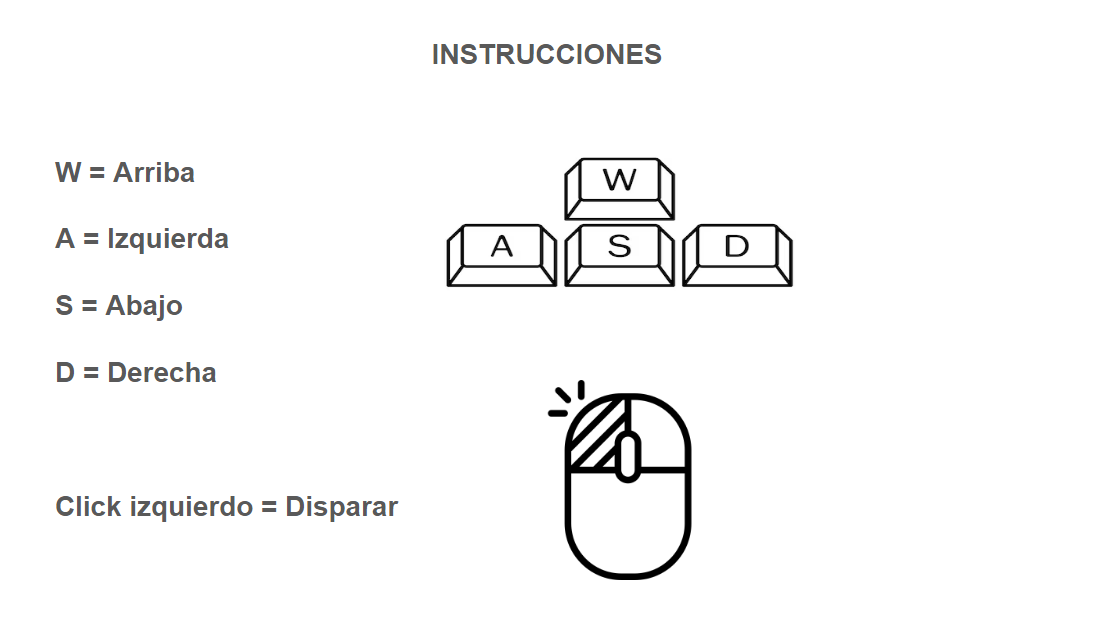 INSTRUCCIONES
W = Arriba
A = Izquierda
S = Abajo
D = Derecha
Click izquierdo = Disparar
W
A S D